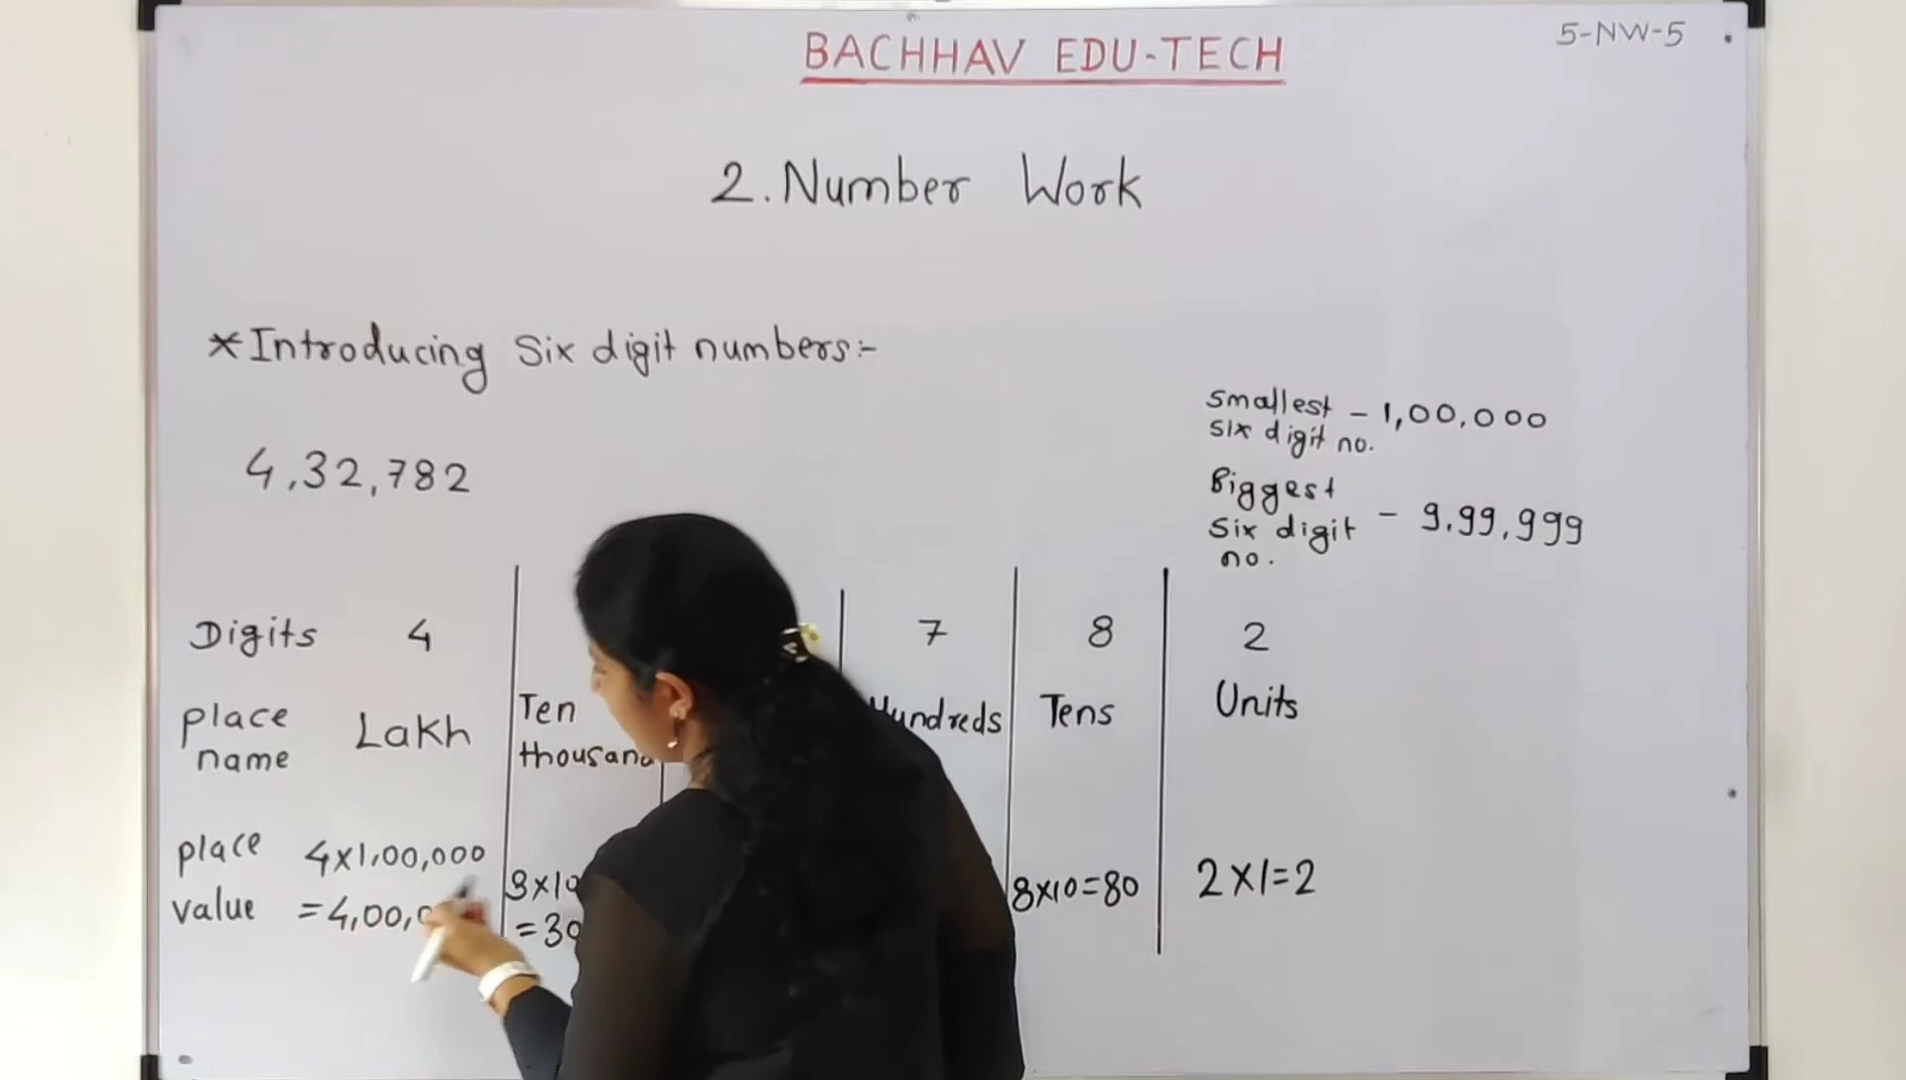 BACHHAV EDU-TECH
5-NW-5
2. Number Work
*Introducing Six digit numbers:-
4,32,782
Smallest - 1,00,000
six digit no.
Biggest
six digit - 9,99,999
no.
Digits 4 7 8 2
place Lakh Ten Hundreds Tens Units
name thousand
place 4x1,00,000 8x10=80 2x1=2
value